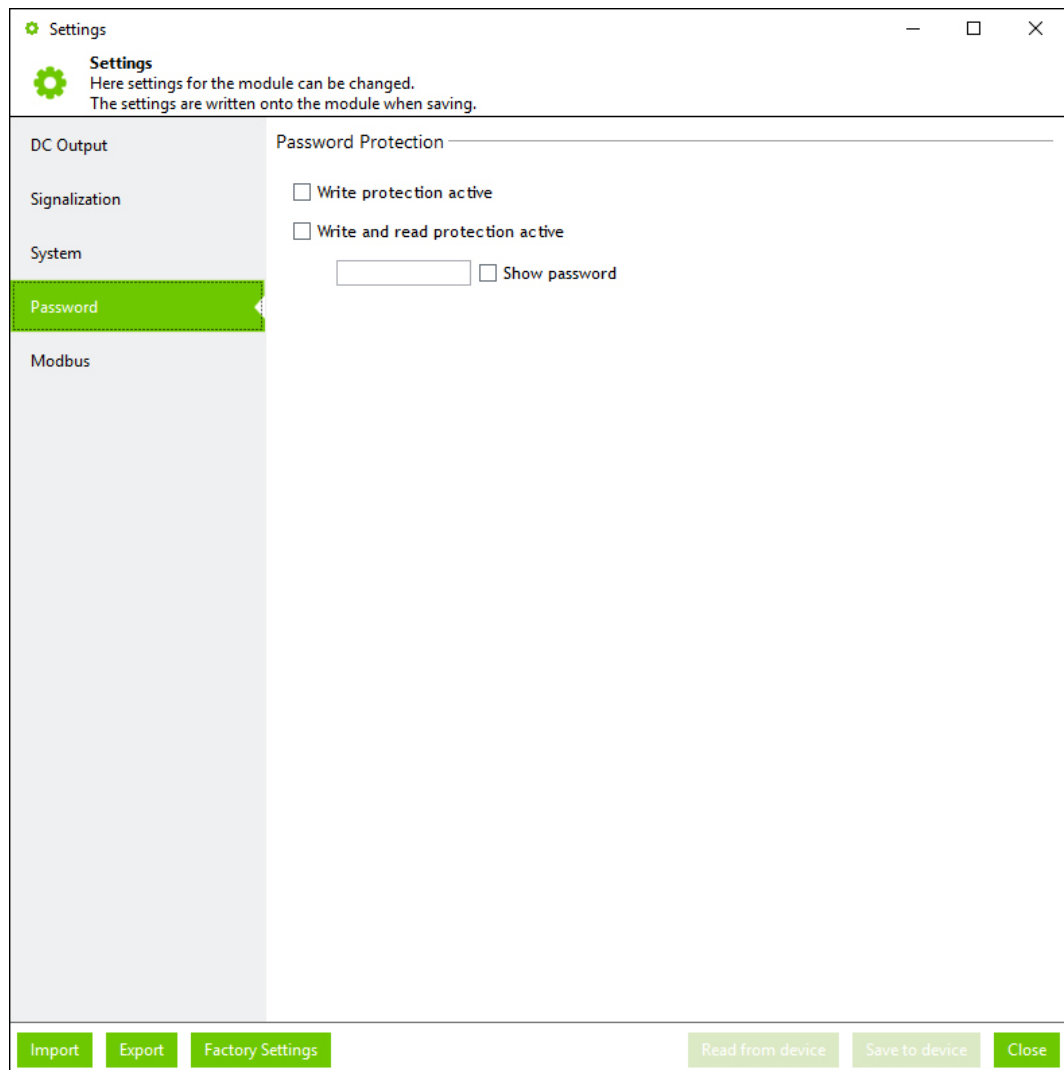 Settings
Settings
Here settings for the module can be changed.
The settings are written onto the module when saving.
DC Output
Signalization
System
Password
Modbus
Password Protection
Write protection active
Write and read protection active
Show password
Import
Export
Factory Settings
Read from device
Save to device
Close